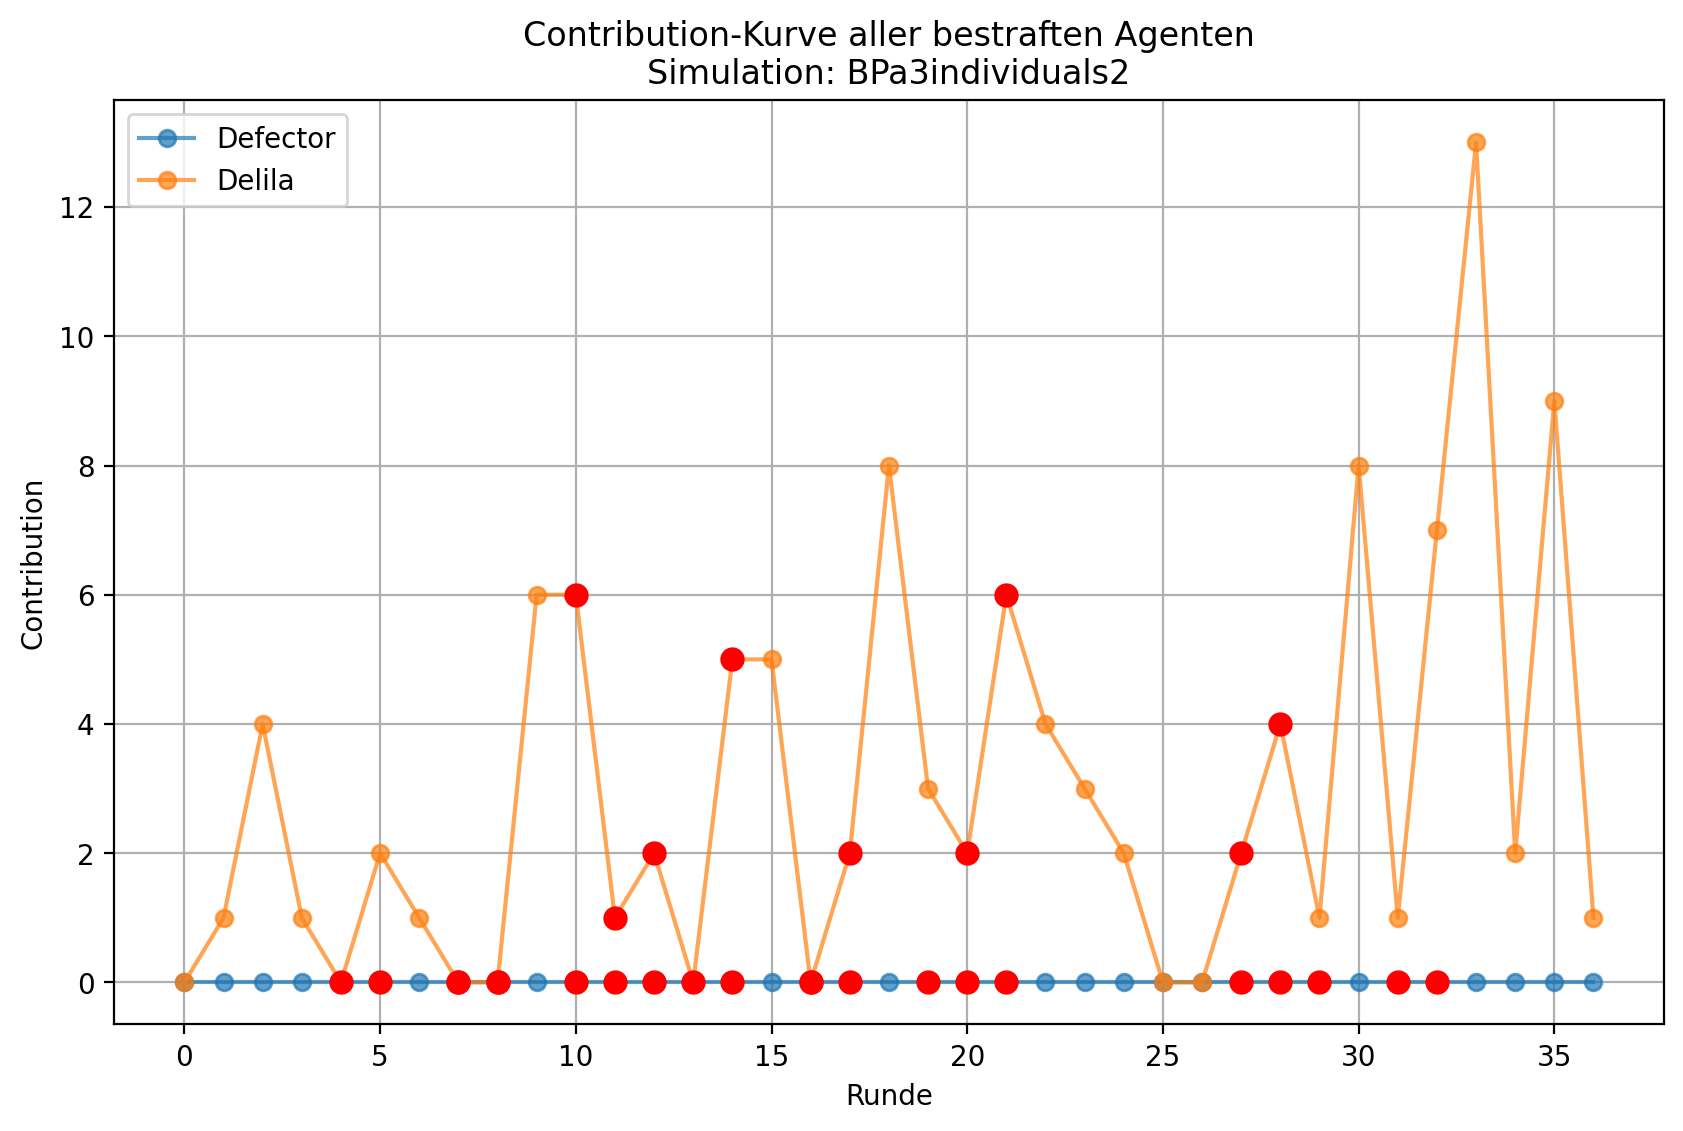 Contribution-Kurve aller bestraften Agenten
Simulation: BPa3individuals2
Defector
Delila
12
10
8
6
4
2
0
Contribution
0 5 10 15 20 25 30 35
Runde